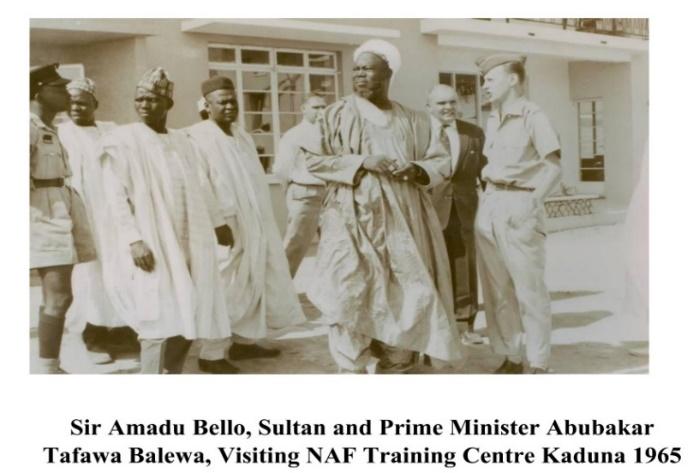 Sir Amadu Bello, Sultan and Prime Minister Abubakar
Tafawa Balewa, Visiting NAF Training Centre Kaduna 1965